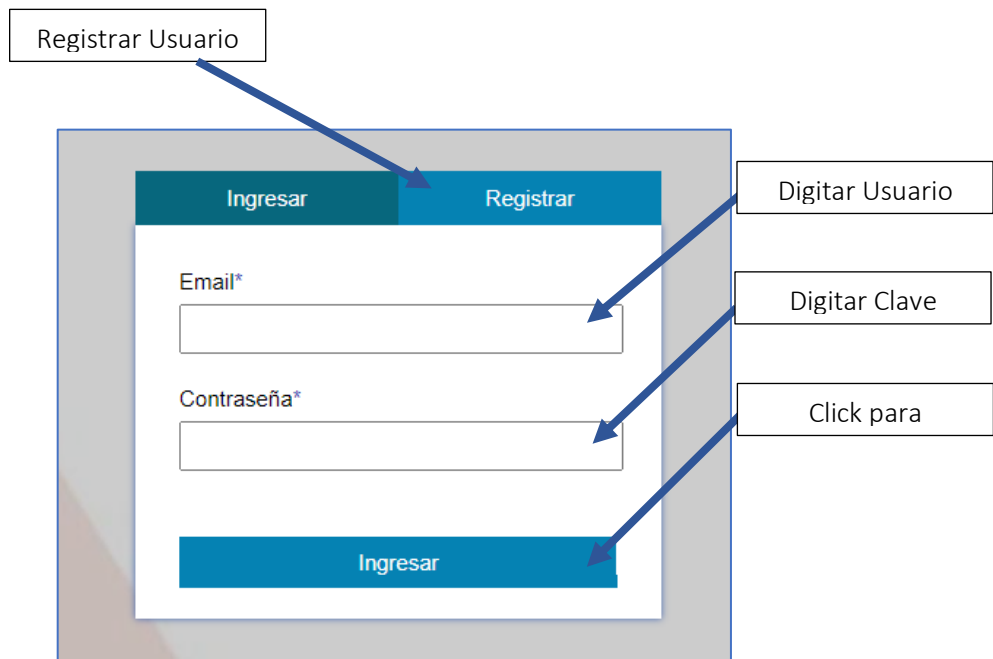 Registrar Usuario
Ingresar
Registrar
Digitar Usuario
Email*
Digitar Clave
Contraseña*
Click para
Ingresar